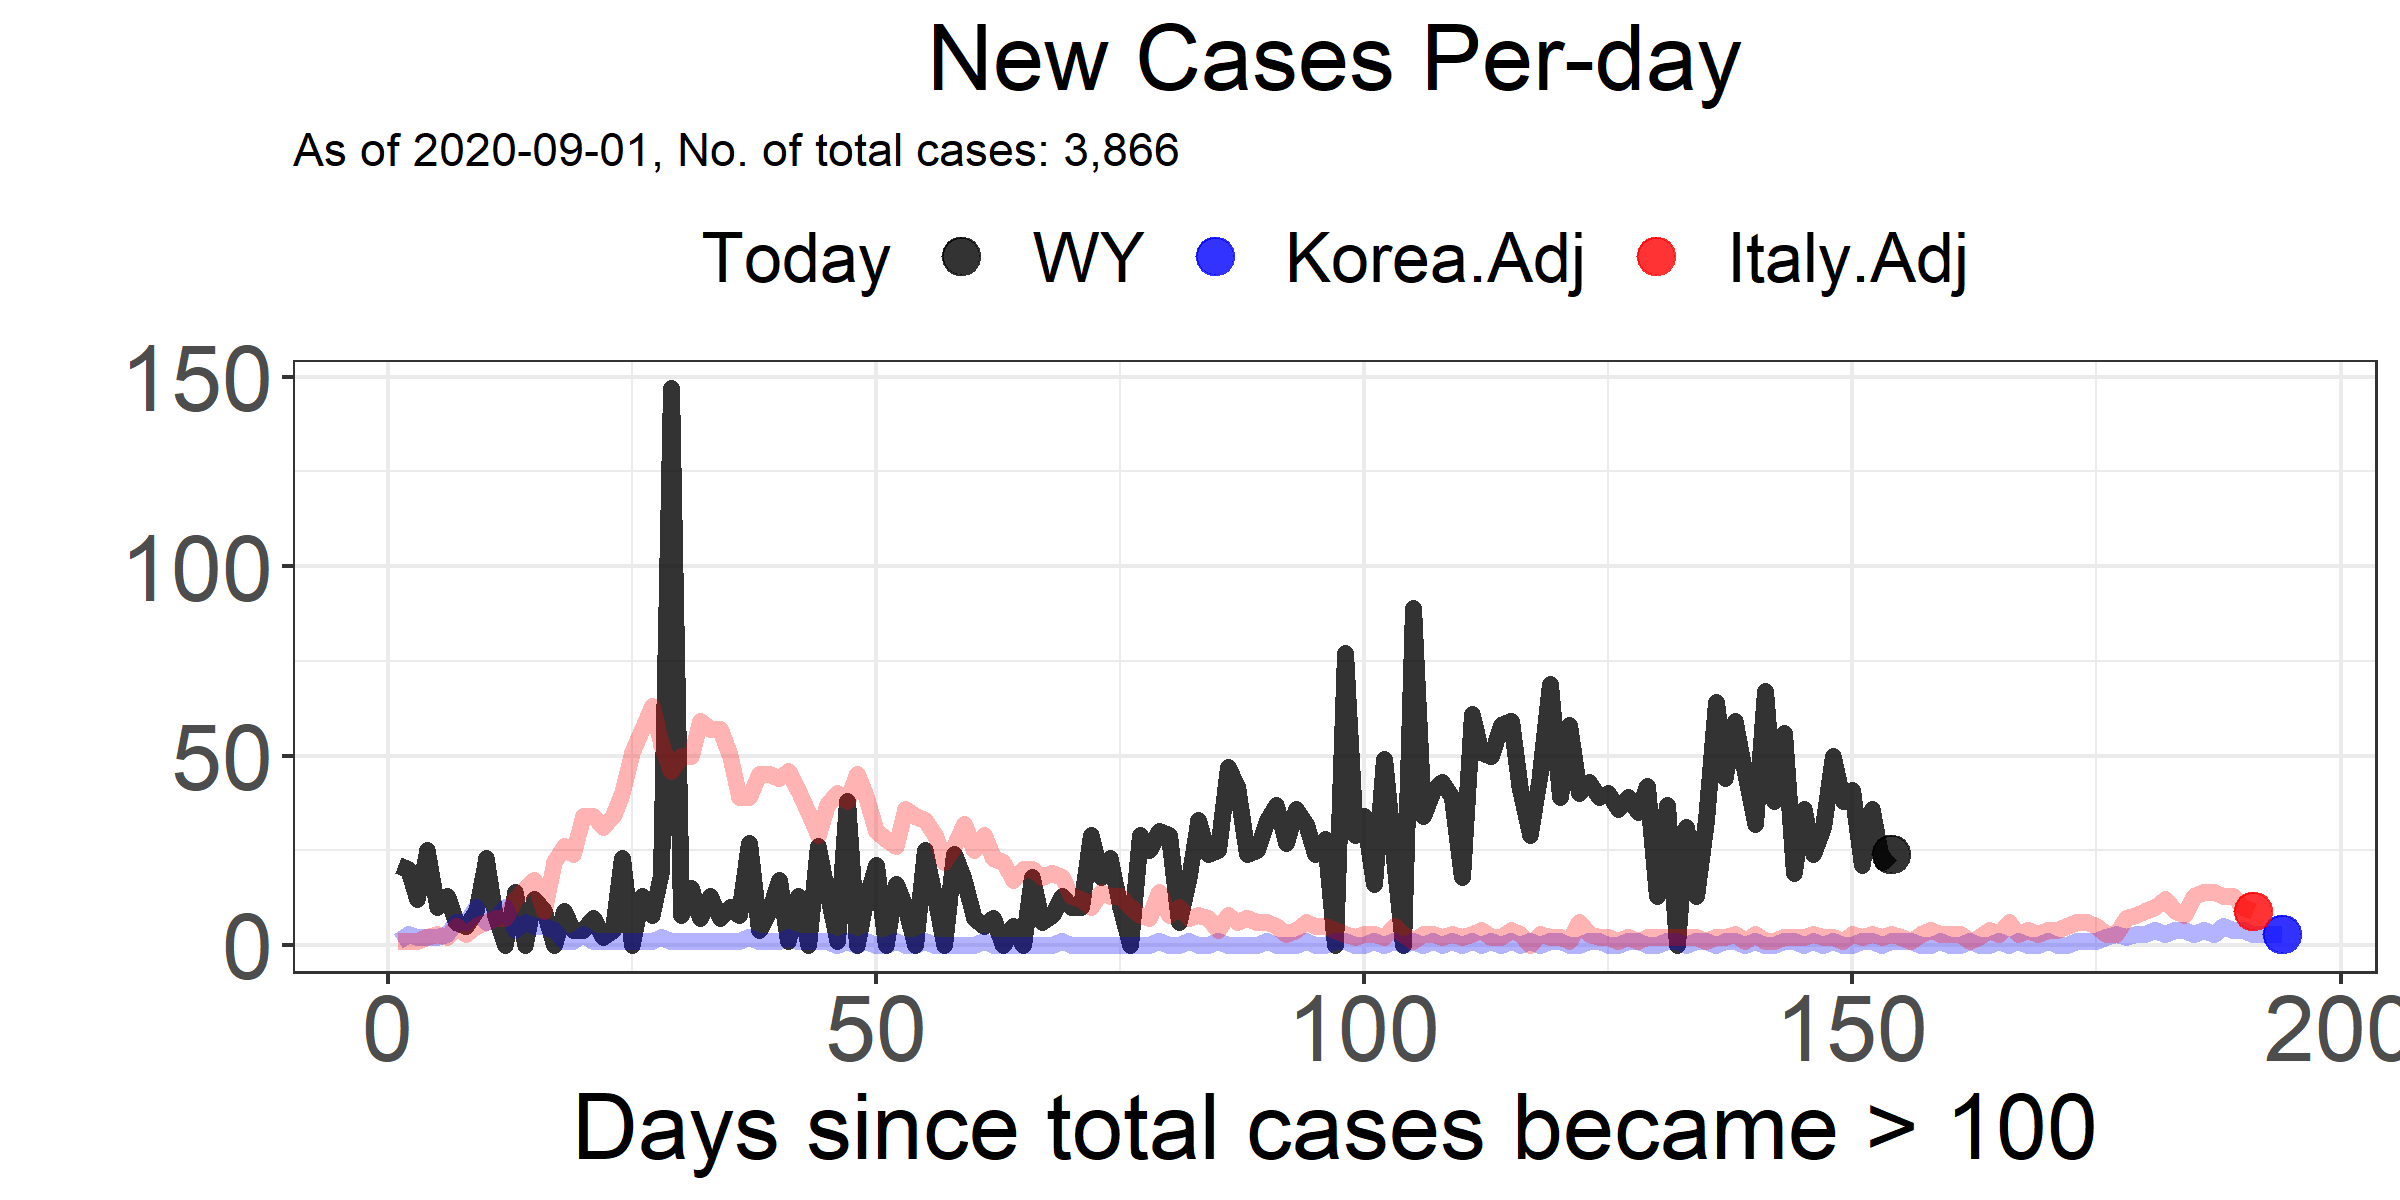 New Cases Per-day
As of 2020-09-01, No. of total cases: 3,866
Today WY Korea.Adj Italy.Adj
150
100
50
0
0 50 100 150 200
Days since total cases became > 100